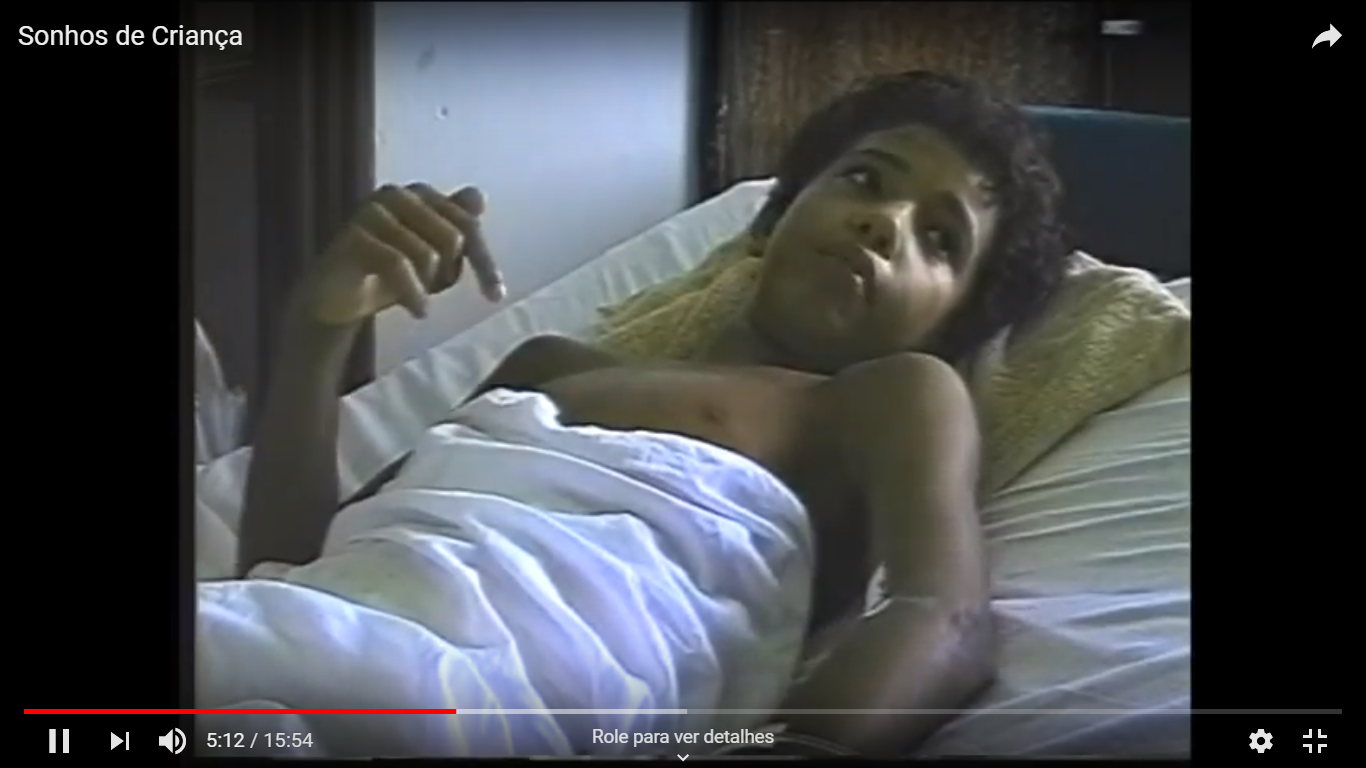 Sonhos de Criança
5:12 / 15:54
Role para ver detalhes